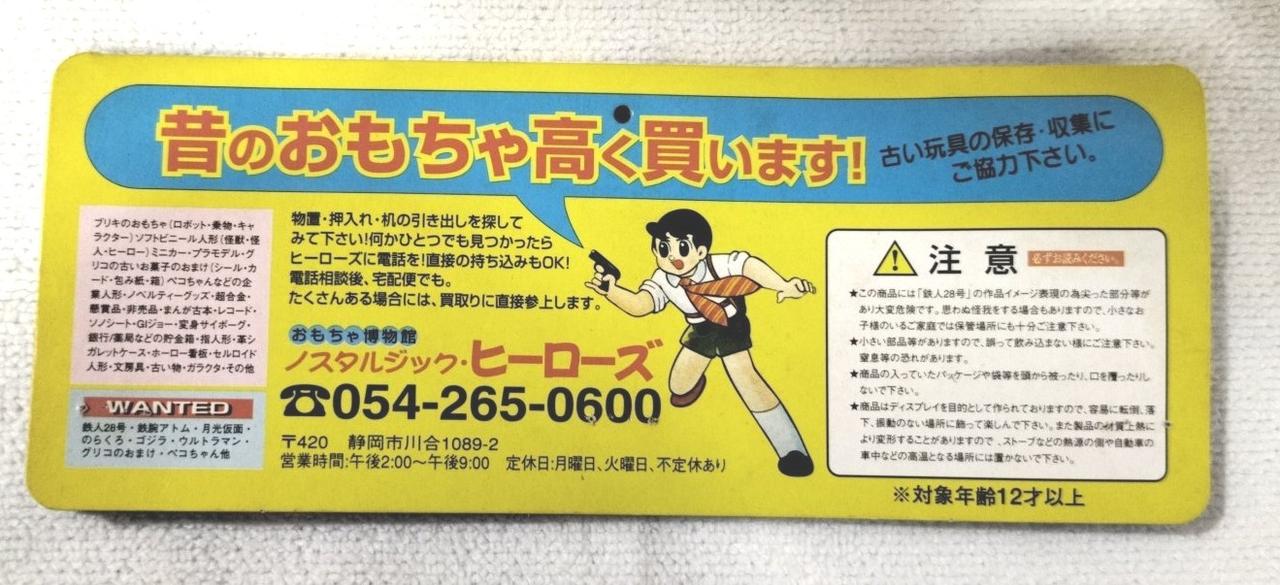 昔のおもちゃ高く買います!
古い玩具の保存・収集に
ご協力下さい。
ブリキのおもちゃ(ロボット・乗物・キャ
ラクター)ソフトビニール人形(怪獣・怪
人・ヒーロー)ミニカー・プラモデル・グ
リコの古いお菓子のおまけ(シール・カ
ード・包み紙・箱)ペコちゃんなどの企
業人形・ノベルティーグッズ・超合金・
懸賞品・非売品・まんが古本・レコード・
ソノシート・GIジョー・変身サイボーグ・
銀行/薬局などの貯金箱・指人形・革シ
ガレットケース・ホーロー看板・セルロイド
人形・文房具・古い物・ガラクタ・その他
WANTED
鉄人28号・鉄腕アトム・月光仮面・
のらくろ・ゴジラ・ウルトラマン・
グリコのおまけ・ペコちゃん他
物置・押入れ・机の引き出しを探して
みて下さい!何かひとつでも見つかったら
ヒーローズに電話を!直接の持ち込みもOK!
電話相談後、宅配便でも。
たくさんある場合には、買取りに直接参上します。
おもちゃ博物館
ノスタルジック・ヒーローズ
☎054-265-0600
〒420 静岡市川合1089-2
営業時間:午後2:00〜午後9:00 定休日:月曜日、火曜日、不定休あり
注意 必ずお読みください。
★この商品には「鉄人28号」の作品イメージ表現の為尖った部分等が
あり大変危険です。思わぬ怪我をする場合もありますので、小さなお
子様のいるご家庭では保管場所にも十分ご注意下さい。
★小さい部品等がありますので、誤って飲み込まない様にご注意下さい。
窒息等の恐れがあります。
★商品の入っていたパッケージや袋等を頭から被ったり、口を覆ったりし
ないで下さい。
★商品はディスプレイを目的として作られておりますので、容易に転倒、落
下、振動のない場所に飾って楽しんで下さい。また製品の材質上熱に
より変形することがありますので、ストーブなどの熱源の側や自動車の
車中などの高温となる場所には置かないで下さい。
※対象年齢12才以上